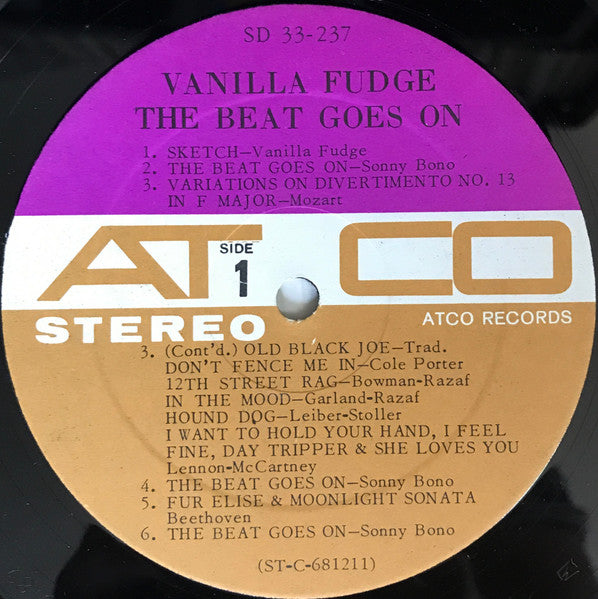 SD 33-237
VANILLA FUDGE
THE BEAT GOES ON
1. SKETCH—Vanilla Fudge
2. THE BEAT GOES ON—Sonny Bono
3. VARIATIONS ON DIVERTIMENTO NO. 13
IN F MAJOR—Mozart
ATCO
SIDE
1
STEREO
ATCO RECORDS
3. (Cont'd.) OLD BLACK JOE—Trad.
DON'T FENCE ME IN—Cole Porter
12TH STREET RAG—Bowman-Razaf
IN THE MOOD—Garland-Razaf
HOUND DOG—Leiber-Stoller
I WANT TO HOLD YOUR HAND, I FEEL
FINE, DAY TRIPPER & SHE LOVES YOU
Lennon-McCartney
4. THE BEAT GOES ON—Sonny Bono
5. FUR ELISE & MOONLIGHT SONATA
Beethoven
6. THE BEAT GOES ON—Sonny Bono
(ST-C-681211)